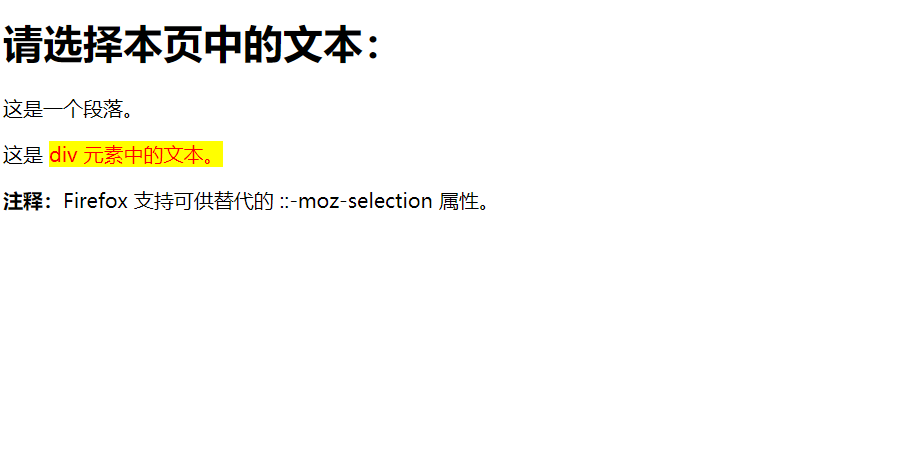 请选择本页中的文本：
这是一个段落。
这是 div 元素中的文本。
注释：Firefox 支持可供替代的 ::-moz-selection 属性。